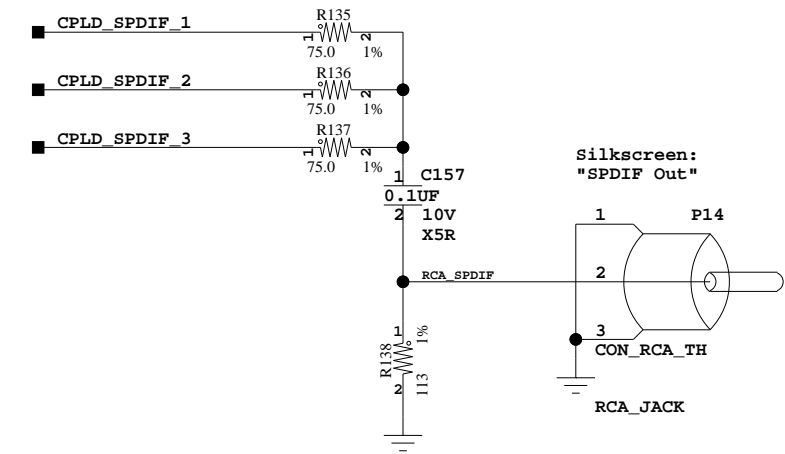 R135
CPLD_SPDIF_1
1 2
75.0 1%
R136
CPLD_SPDIF_2
1 2
75.0 1%
R137
CPLD_SPDIF_3
1 2
75.0 1%
Silkscreen:
"SPDIF Out"
1 C157
0.1UF
2 10V
X5R
1 P14
RCA_SPDIF
2
1 1%
R138
2 113
3
CON_RCA_TH
RCA_JACK